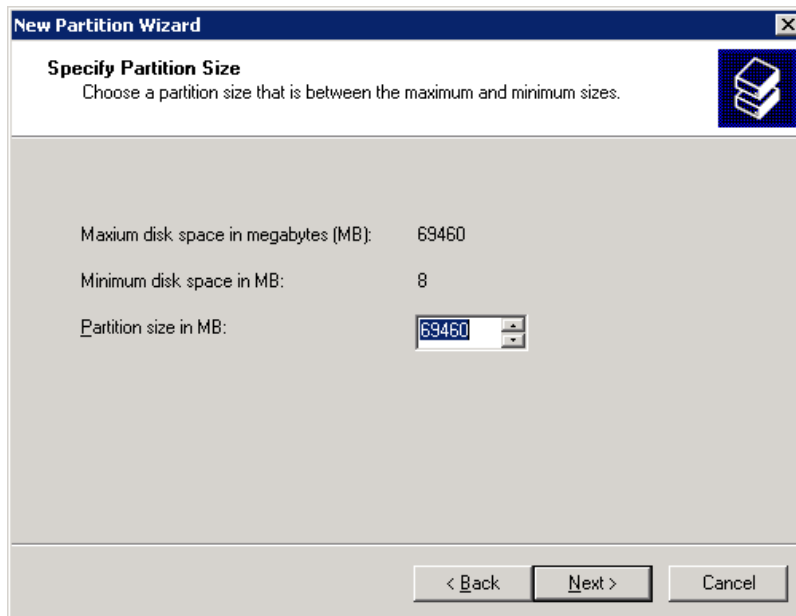 New Partition Wizard
Specify Partition Size
Choose a partition size that is between the maximum and minimum sizes.
Maxium disk space in megabytes (MB): 69460
Minimum disk space in MB: 8
Partition size in MB: 69460
< Back Next > Cancel